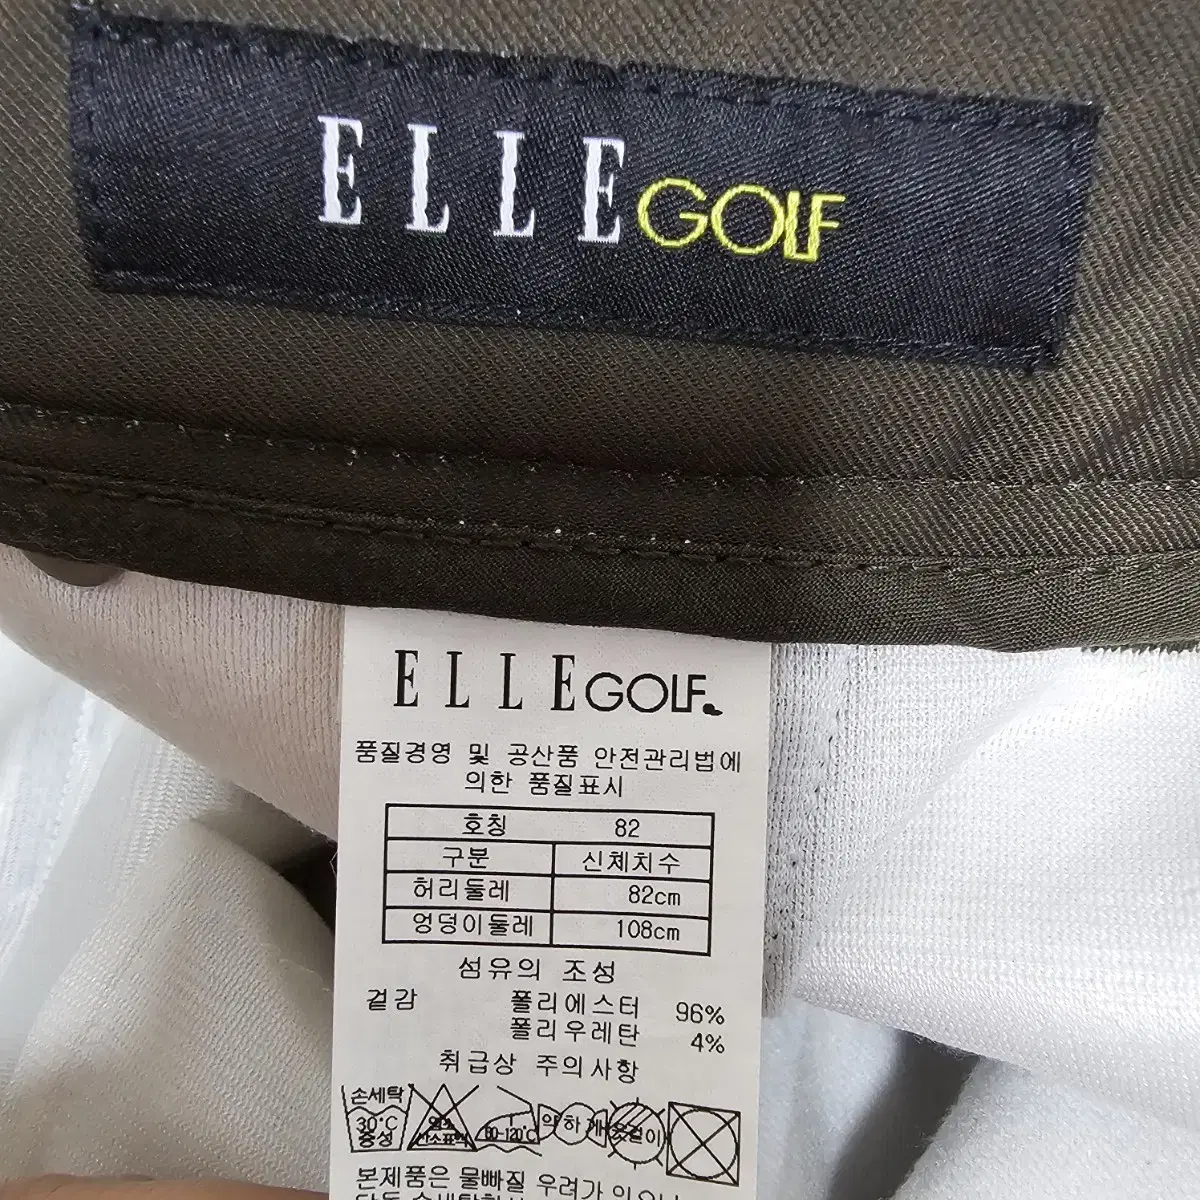 ELLE GOLF
ELLE GOLF.
품질경영 및 공산품 안전관리법에
의한 품질표시
호칭 82
구분 신체치수
허리둘레 82cm
엉덩이둘레 108cm
섬유의 조성
겉감 폴리에스터 96%
폴리우레탄 4%
취급상 주의사항
손세탁
30°C
중성
80-120°C
약하게
옷걸이
본제품은 물빠질 우려가 있으니